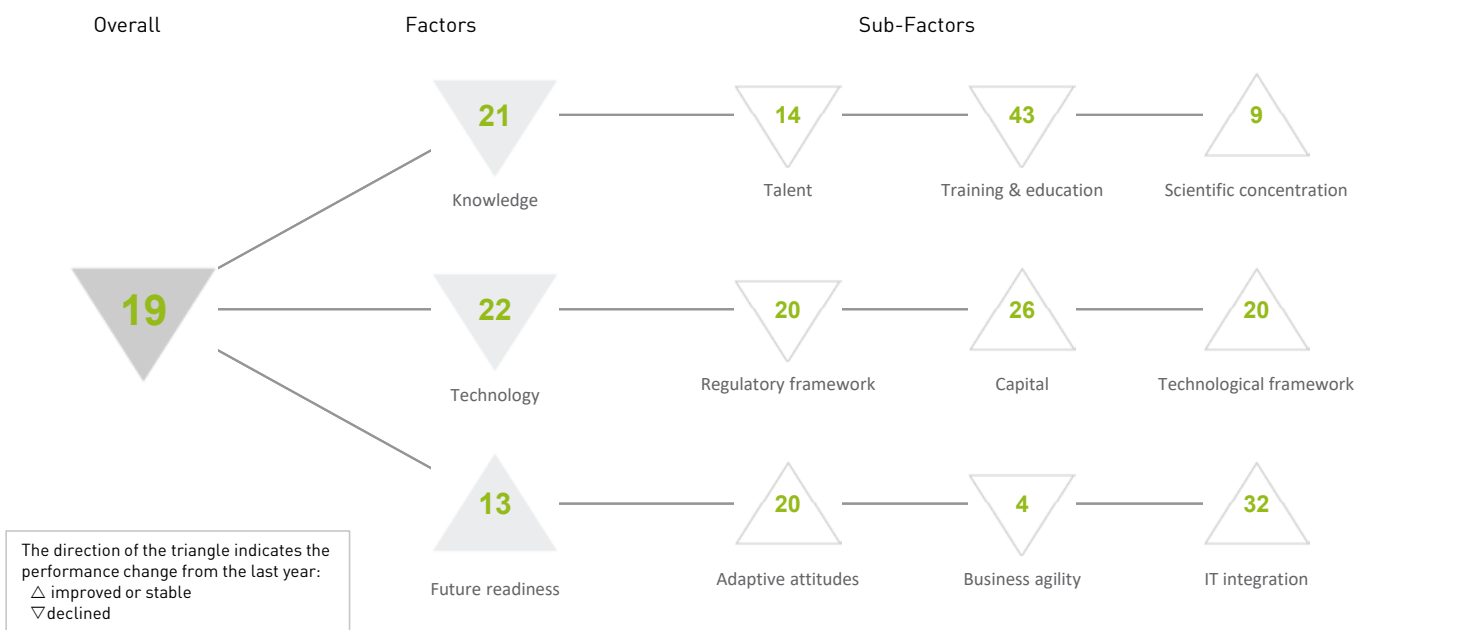 Overall
Factors
Sub-Factors
21
14
43
9
Knowledge
Talent
Training & education
Scientific concentration
19
22
20
26
20
Technology
Regulatory framework
Capital
Technological framework
13
20
4
32
Future readiness
Adaptive attitudes
Business agility
IT integration
The direction of the triangle indicates the
performance change from the last year:
△ improved or stable
▽ declined